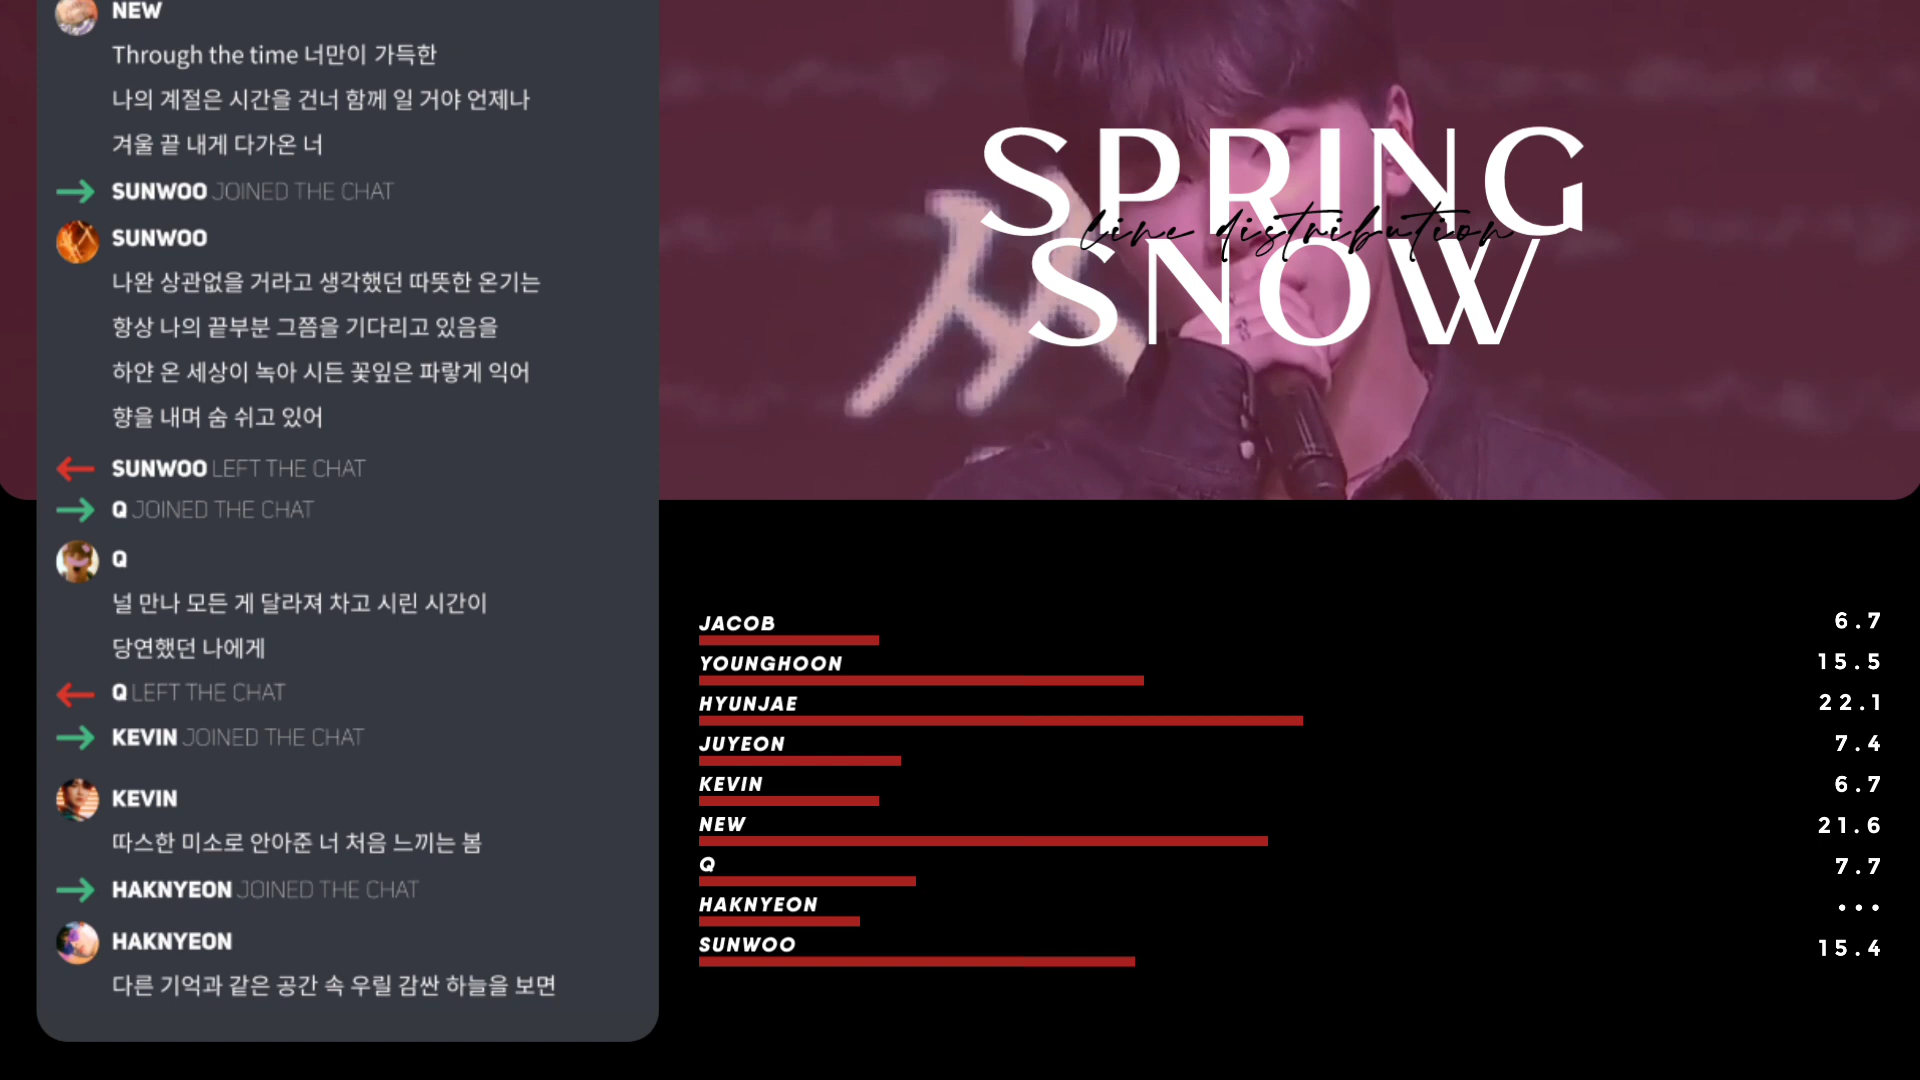 NEW
Through the time 너만이 가득한
나의 계절은 시간을 건너 함께 일 거야 언제나
겨울 끝 내게 다가온 너
SUNWOO JOINED THE CHAT
SUNWOO
나완 상관없을 거라고 생각했던 따뜻한 온기는
항상 나의 끝부분 그쯤을 기다리고 있음을
하얀 온 세상이 녹아 시든 꽃잎은 파랗게 익어
향을 내며 숨 쉬고 있어
SUNWOO LEFT THE CHAT
Q JOINED THE CHAT
Q
널 만나 모든 게 달라져 차고 시린 시간이
당연했던 나에게
Q LEFT THE CHAT
KEVIN JOINED THE CHAT
KEVIN
따스한 미소로 안아준 너 처음 느끼는 봄
HAKNYEON JOINED THE CHAT
HAKNYEON
다른 기억과 같은 공간 속 우릴 감싼 하늘을 보면
SPRING
line distribution
SNOW
JACOB 6.7
YOUNGHOON 15.5
HYUNJAE 22.1
JUYEON 7.4
KEVIN 6.7
NEW 21.6
Q 7.7
HAKNYEON ...
SUNWOO 15.4